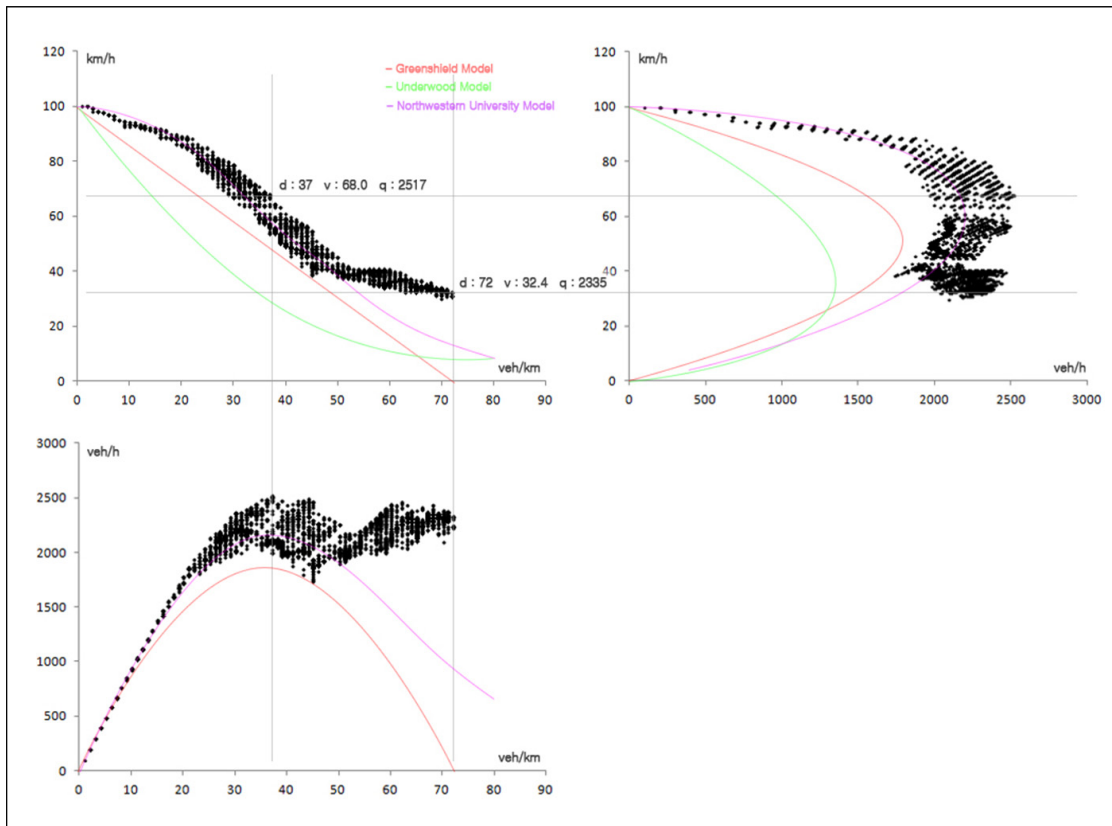 km/h
120
100
80
60
40
20
0
– Greenshield Model
– Underwood Model
– Northwestern University Model
d : 37 v : 68.0 q : 2517
d : 72 v : 32.4 q : 2335
veh/km
0 10 20 30 40 50 60 70 80 90
km/h
120
100
80
60
40
20
0
veh/h
0 500 1000 1500 2000 2500 3000
veh/h
3000
2500
2000
1500
1000
500
0
veh/km
0 10 20 30 40 50 60 70 80 90